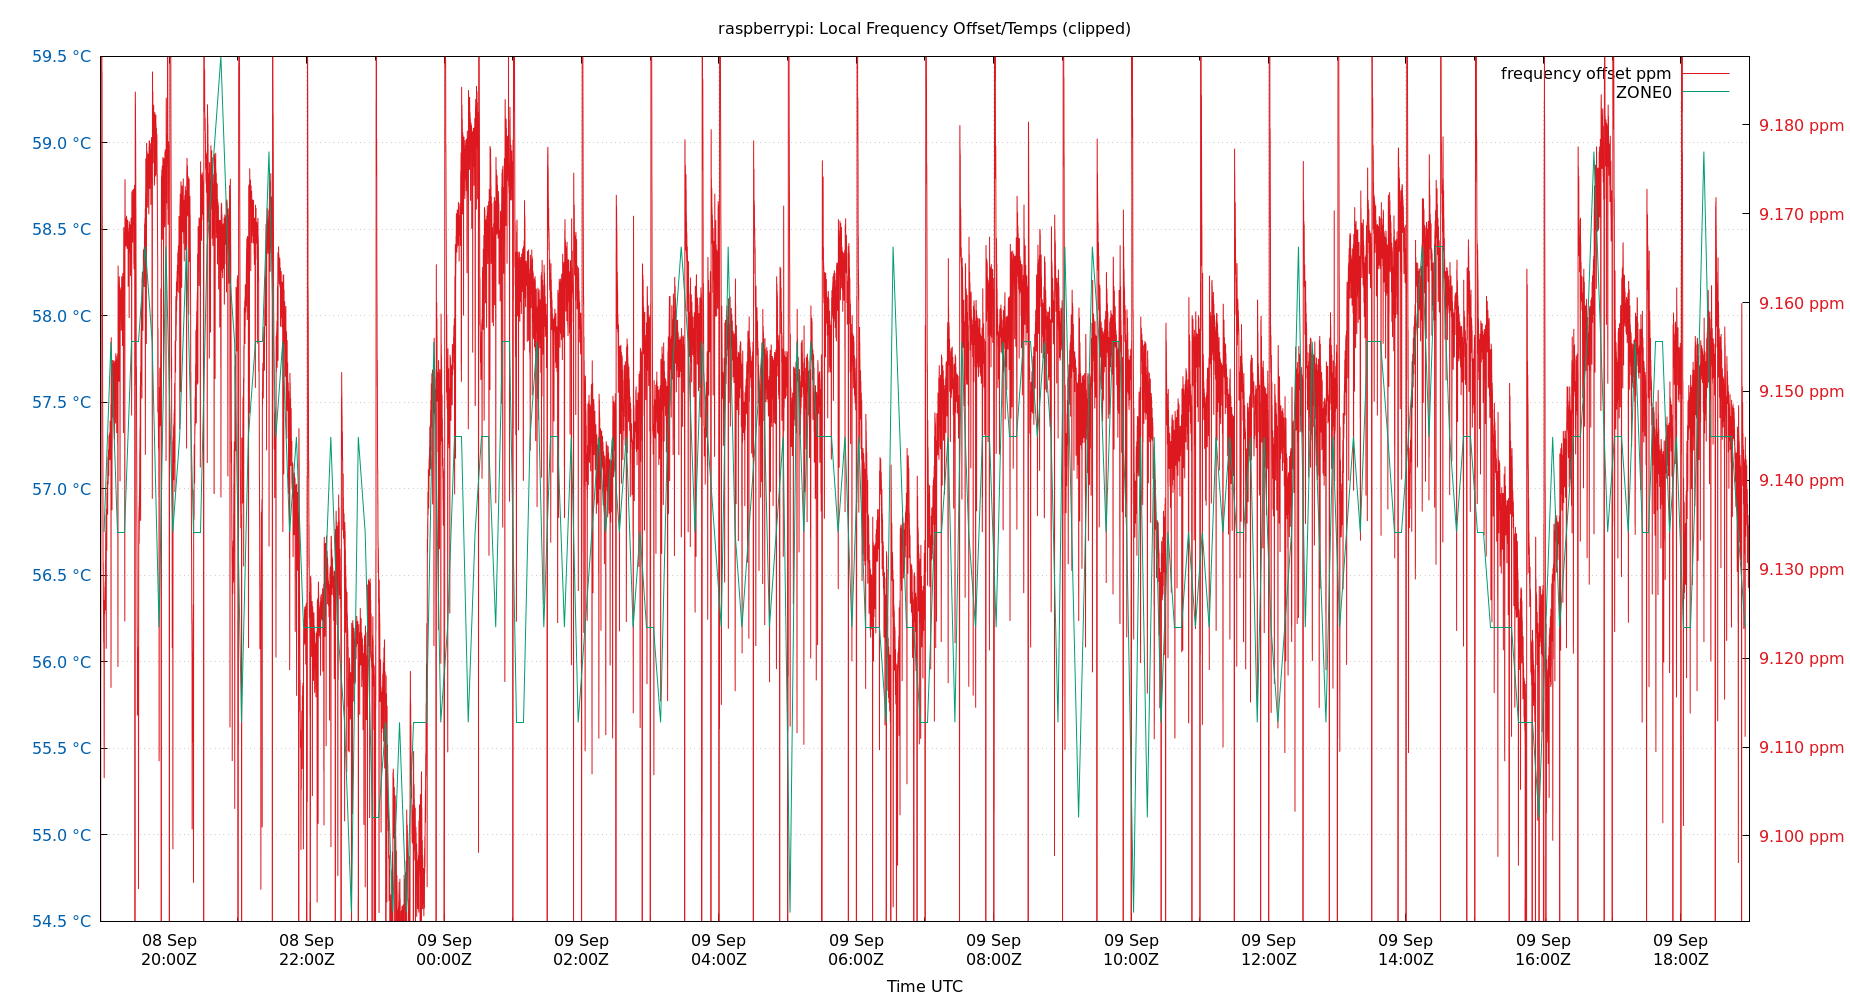 raspberrypi: Local Frequency Offset/Temps (clipped)
frequency offset ppm
ZONE0
59.5 °C
59.0 °C
58.5 °C
58.0 °C
57.5 °C
57.0 °C
56.5 °C
56.0 °C
55.5 °C
55.0 °C
54.5 °C
9.180 ppm
9.170 ppm
9.160 ppm
9.150 ppm
9.140 ppm
9.130 ppm
9.120 ppm
9.110 ppm
9.100 ppm
08 Sep
20:00Z
08 Sep
22:00Z
09 Sep
00:00Z
09 Sep
02:00Z
09 Sep
04:00Z
09 Sep
06:00Z
09 Sep
08:00Z
09 Sep
10:00Z
09 Sep
12:00Z
09 Sep
14:00Z
09 Sep
16:00Z
09 Sep
18:00Z
Time UTC